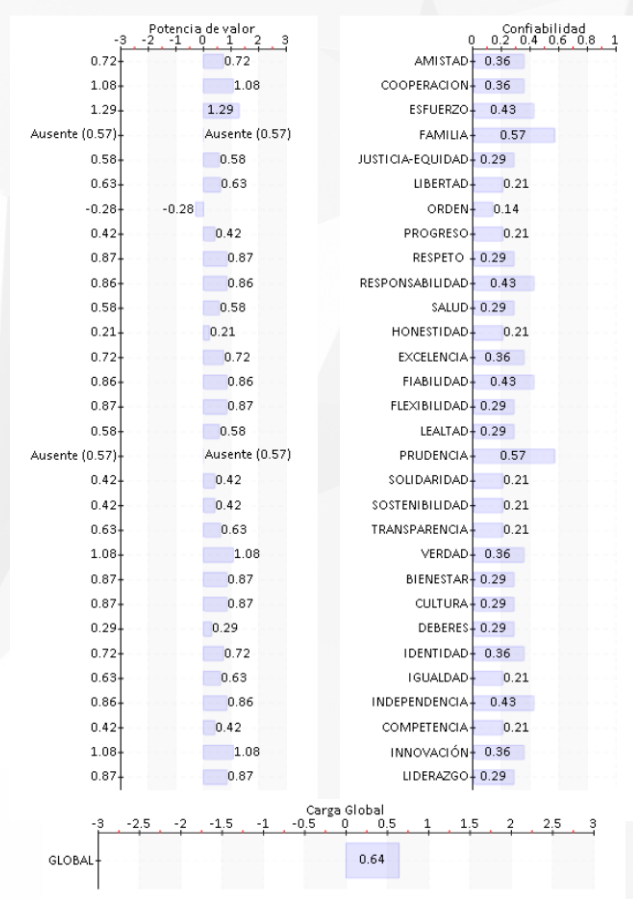 Potencia de valor Confiabilidad
-3 -2 -1 0 1 2 3 0 0.2 0.4 0.6 0.8 1
0.72 0.72 AMISTAD 0.36
1.08 1.08 COOPERACION 0.36
1.29 1.29 ESFUERZO 0.43
Ausente (0.57) Ausente (0.57) FAMILIA 0.57
0.58 0.58 JUSTICIA-EQUIDAD 0.29
0.63 0.63 LIBERTAD 0.21
-0.28 -0.28 ORDEN 0.14
0.42 0.42 PROGRESO 0.21
0.87 0.87 RESPETO 0.29
0.86 0.86 RESPONSABILIDAD 0.43
0.58 0.58 SALUD 0.29
0.21 0.21 HONESTIDAD 0.21
0.72 0.72 EXCELENCIA 0.36
0.86 0.86 FIABILIDAD 0.43
0.87 0.87 FLEXIBILIDAD 0.29
0.58 0.58 LEALTAD 0.29
Ausente (0.57) Ausente (0.57) PRUDENCIA 0.57
0.42 0.42 SOLIDARIDAD 0.21
0.42 0.42 SOSTENIBILIDAD 0.21
0.63 0.63 TRANSPARENCIA 0.21
1.08 1.08 VERDAD 0.36
0.87 0.87 BIENESTAR 0.29
0.87 0.87 CULTURA 0.29
0.29 0.29 DEBERES 0.29
0.72 0.72 IDENTIDAD 0.36
0.63 0.63 IGUALDAD 0.21
0.86 0.86 INDEPENDENCIA 0.43
0.42 0.42 COMPETENCIA 0.21
1.08 1.08 INNOVACIÓN 0.36
0.87 0.87 LIDERAZGO 0.29
Carga Global
-3 -2.5 -2 -1.5 -1 -0.5 0 0.5 1 1.5 2 2.5 3
GLOBAL 0.64